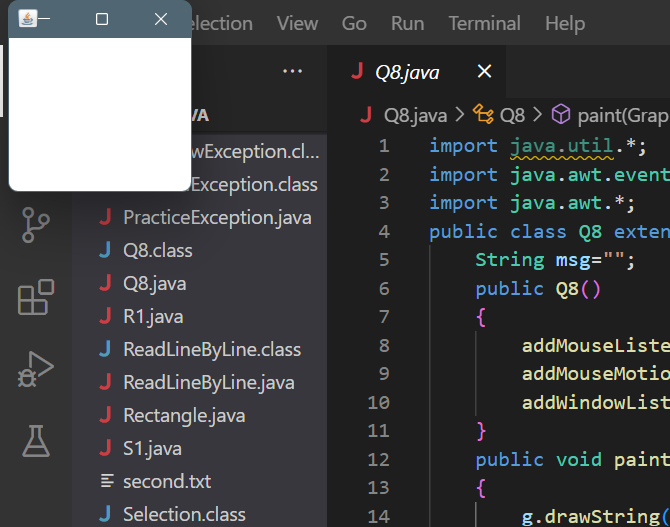 election View Go Run Terminal Help
VA
wException.cl...
Exception.class
PracticeException.java
Q8.class
Q8.java
R1.java
ReadLineByLine.class
ReadLineByLine.java
Rectangle.java
S1.java
second.txt
Selection.class
Q8.java
Q8.java > Q8 > paint(Grap
1 import java.util.*;
2 import java.awt.event
3 import java.awt.*;
4 public class Q8 exten
5 String msg="";
6 public Q8()
7 {
8 addMouseListe
9 addMouseMotio
10 addWindowList
11 }
12 public void paint
13 {
14 g.drawString(